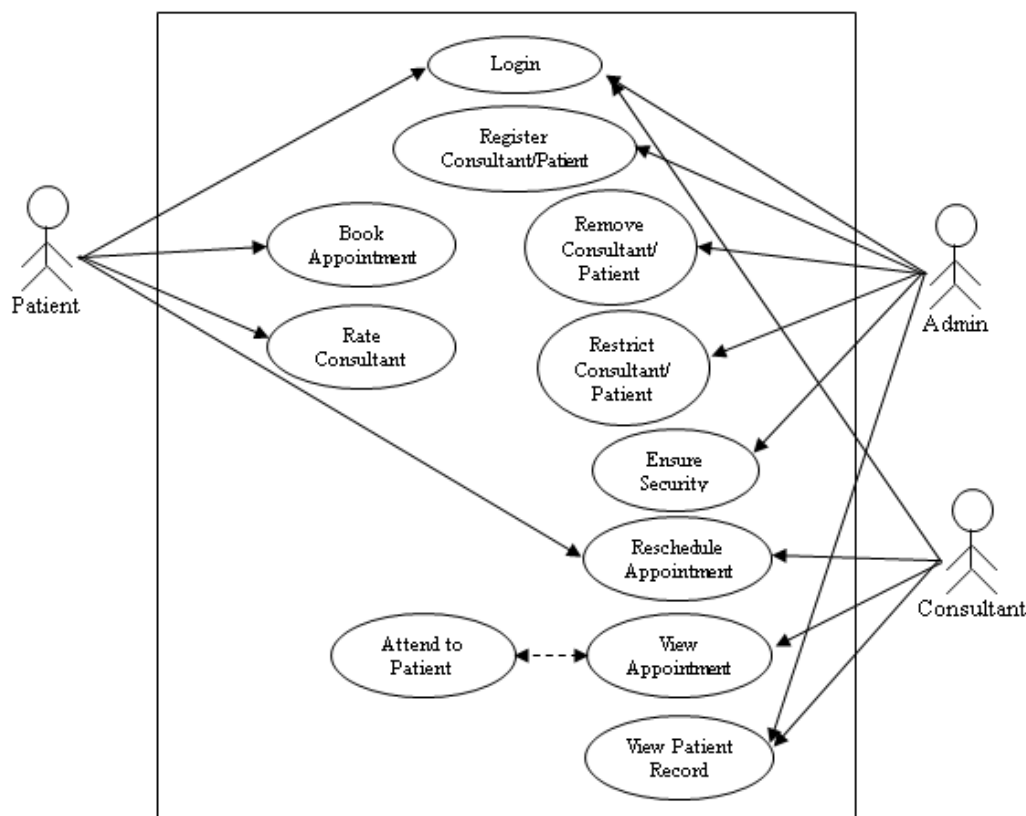 Login
Register
Consultant/Patient
Book
Appointment
Remove
Consultant/
Patient
Patient
Admin
Rate
Consultant
Restrict
Consultant/
Patient
Ensure
Security
Reschedule
Appointment
Consultant
Attend to
Patient
View
Appointment
View Patient
Record